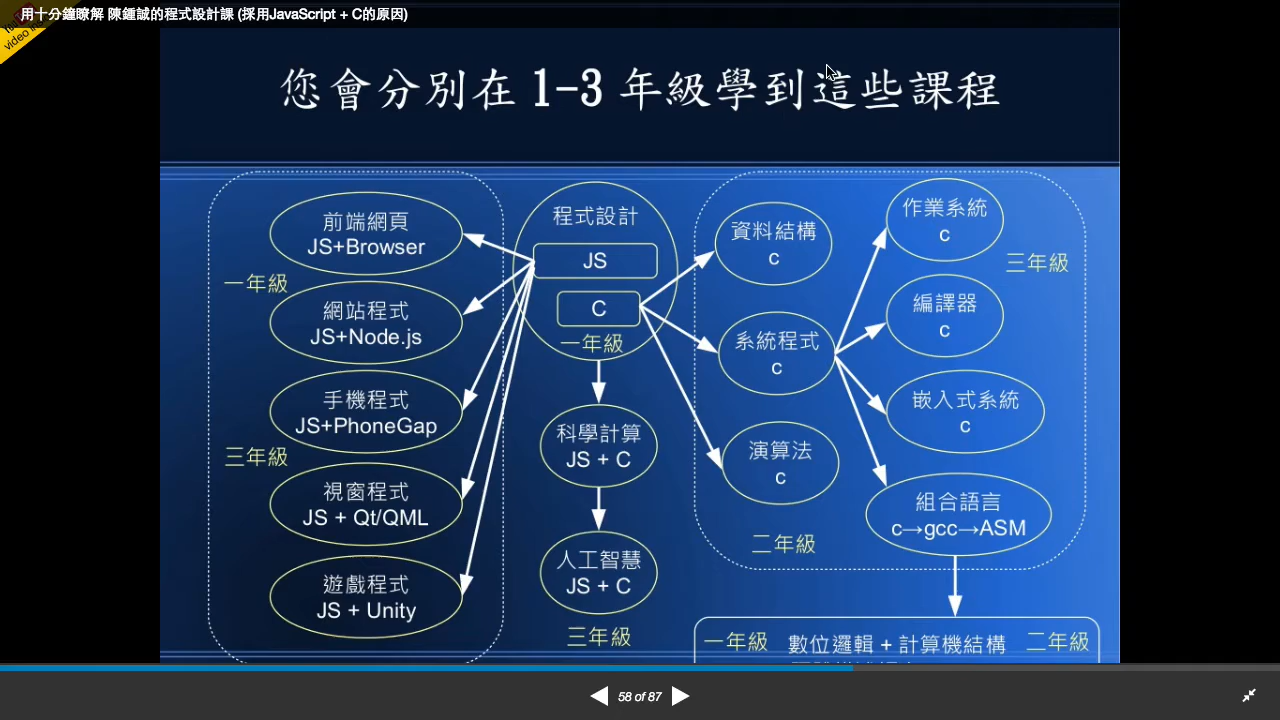 用十分鐘瞭解 陳鍾誠的程式設計課 (採用JavaScript + C的原因)
YouTube
video inside
您會分別在 1-3 年級學到這些課程
前端網頁
JS+Browser
一年級
網站程式
JS+Node.js
手機程式
JS+PhoneGap
三年級
視窗程式
JS + Qt/QML
遊戲程式
JS + Unity
程式設計
JS
C
一年級
科學計算
JS + C
人工智慧
JS + C
三年級
資料結構
c
系統程式
c
演算法
c
二年級
作業系統
c
三年級
編譯器
c
嵌入式系統
c
組合語言
c→gcc→ASM
一年級 數位邏輯 + 計算機結構 二年級
58 of 87